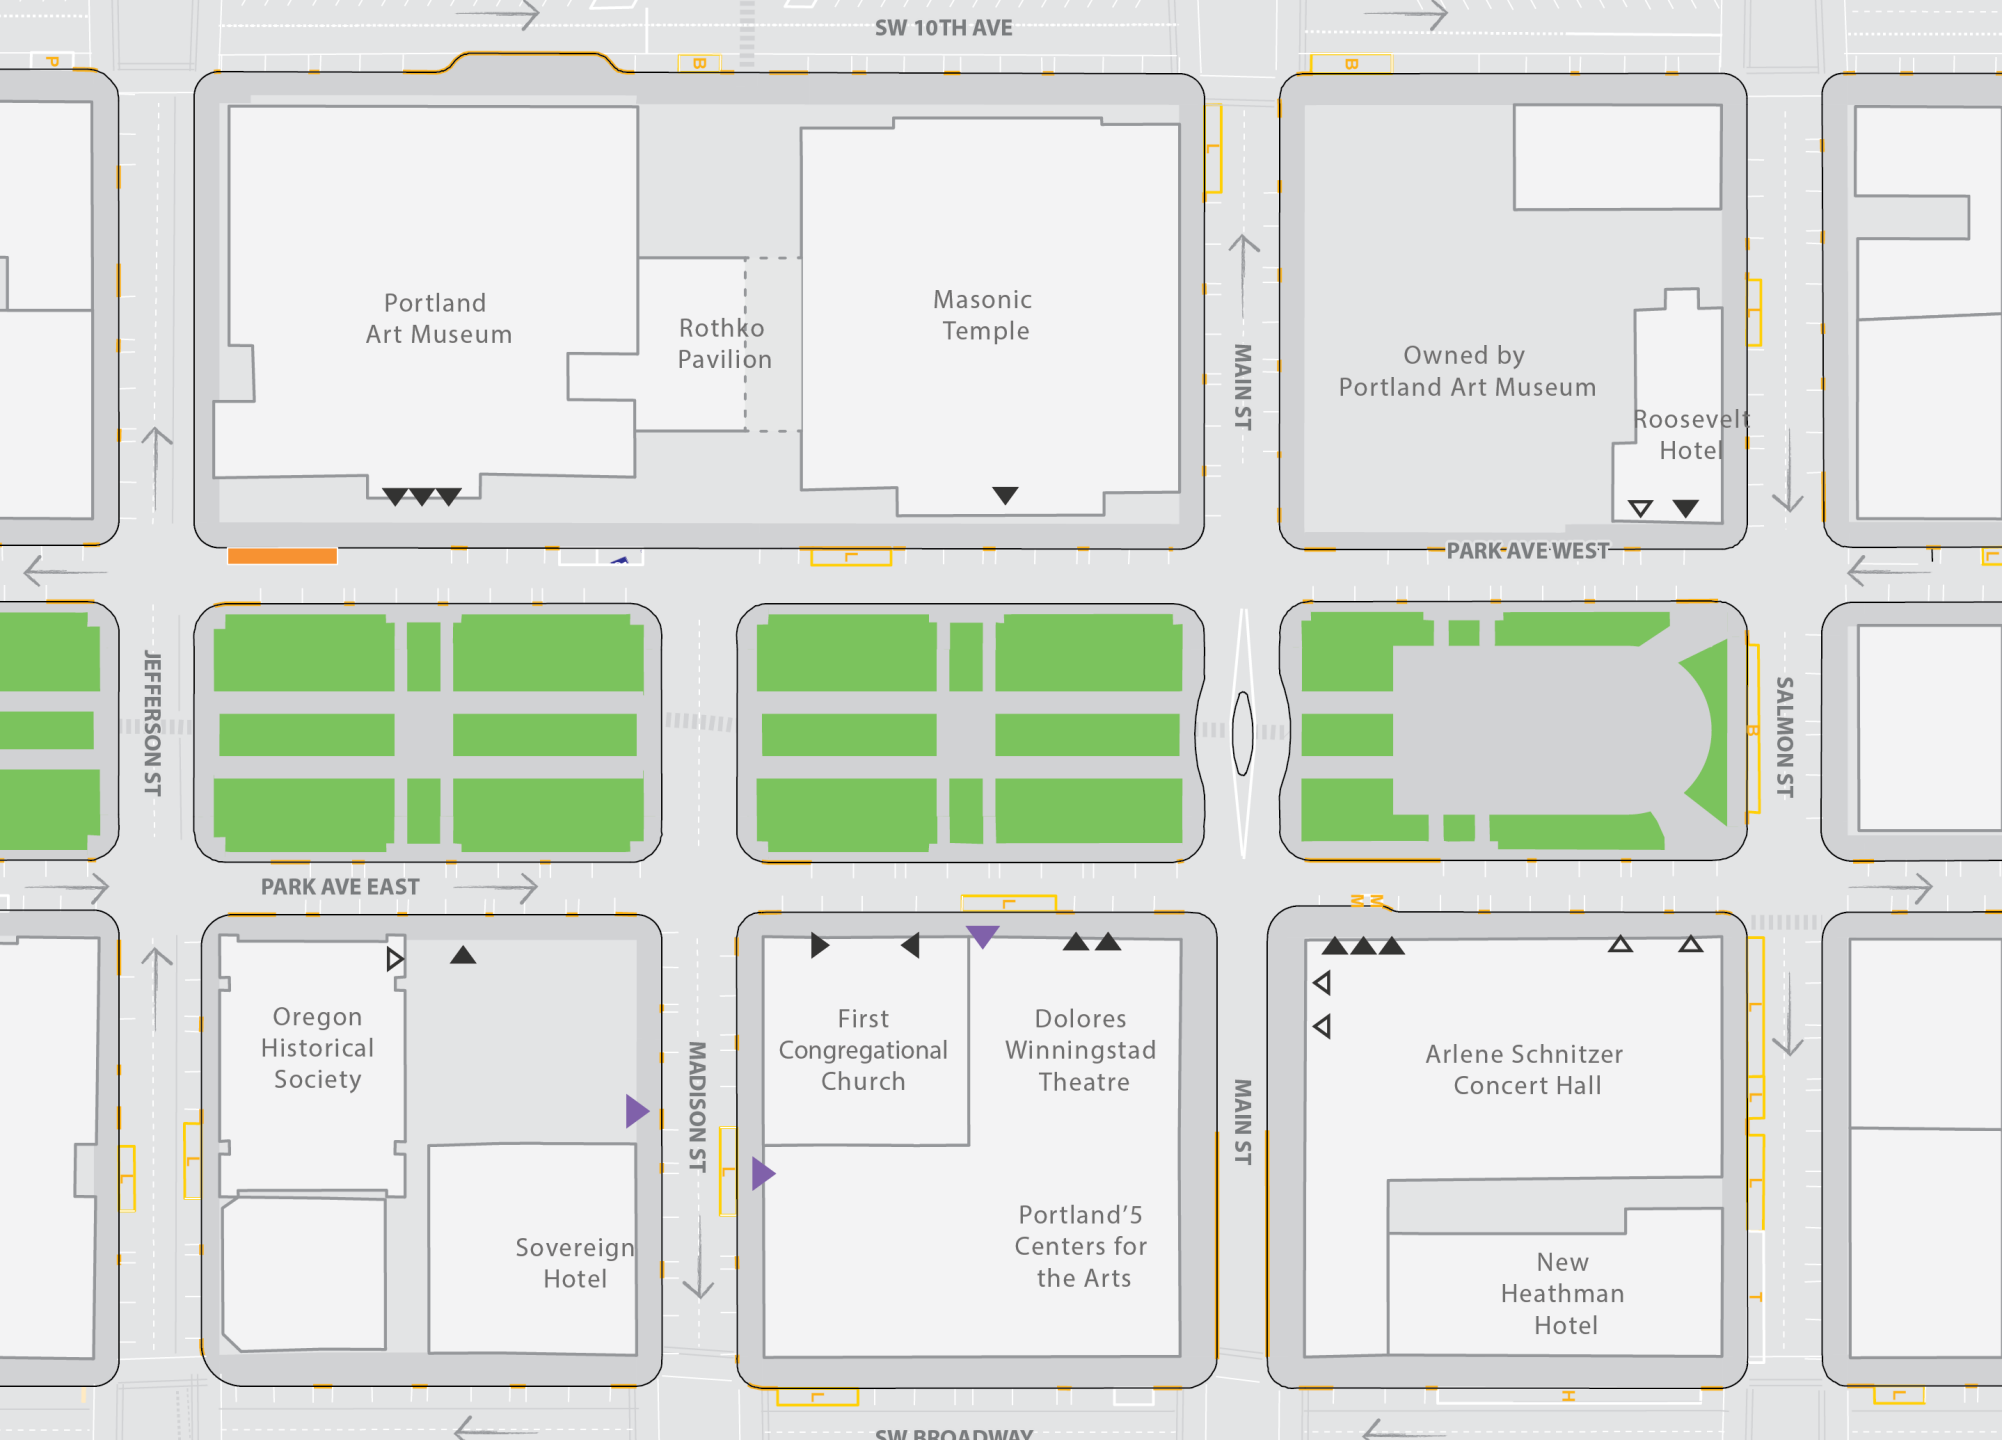 SW 10TH AVE
P
B
B
L
L
Portland
Art Museum
Rothko
Pavilion
Masonic
Temple
MAIN ST
Owned by
Portland Art Museum
Roosevelt
Hotel
PARK AVE WEST
L
L
JEFFERSON ST
SALMON ST
B
PARK AVE EAST
L
M
M
Oregon
Historical
Society
MADISON ST
First
Congregational
Church
Dolores
Winningstad
Theatre
MAIN ST
Arlene Schnitzer
Concert Hall
L
L
L
L
L
L
Sovereign
Hotel
Portland’5
Centers for
the Arts
New
Heathman
Hotel
T
L
H
L
SW BROADWAY